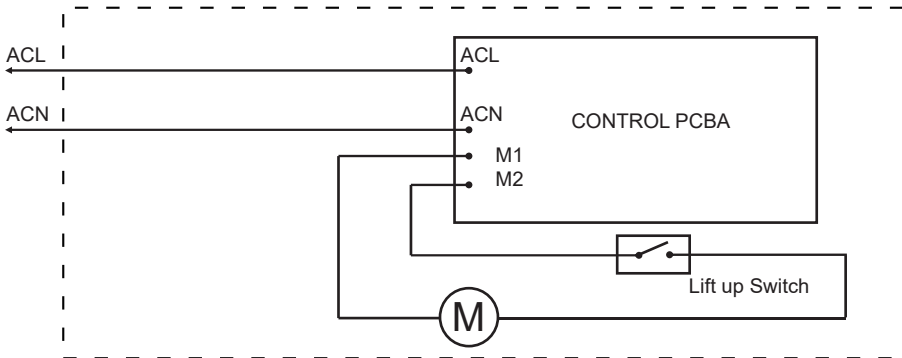 ACL
ACL
ACN
ACN
CONTROL PCBA
M1
M2
Lift up Switch
M